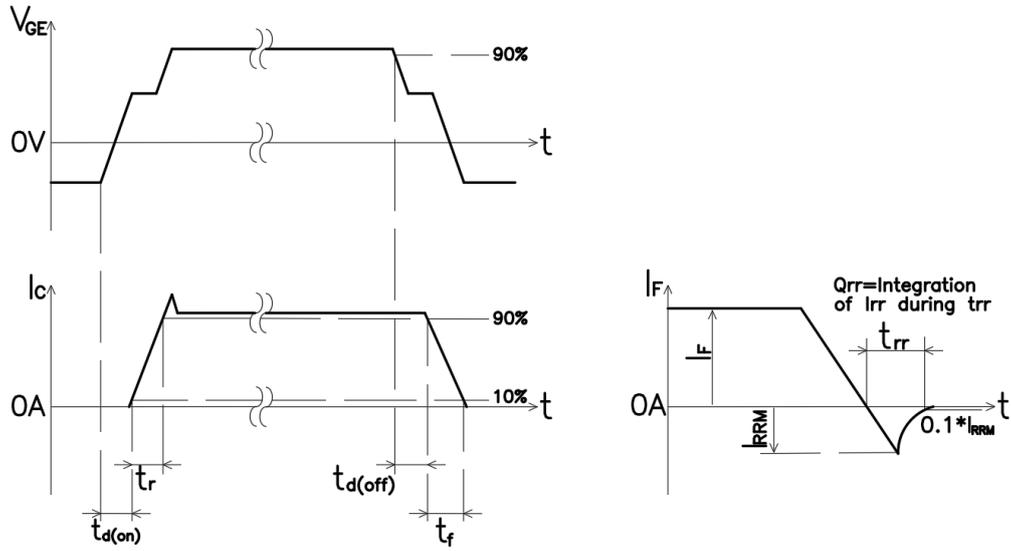 VGE
90%
0V
t
IC
90%
10%
0A
t
tr
td(off)
td(on)
tf
IF
Qrr=Integration
of Irr during trr
trr
IF
0A
t
IRRM
0.1*IRRM